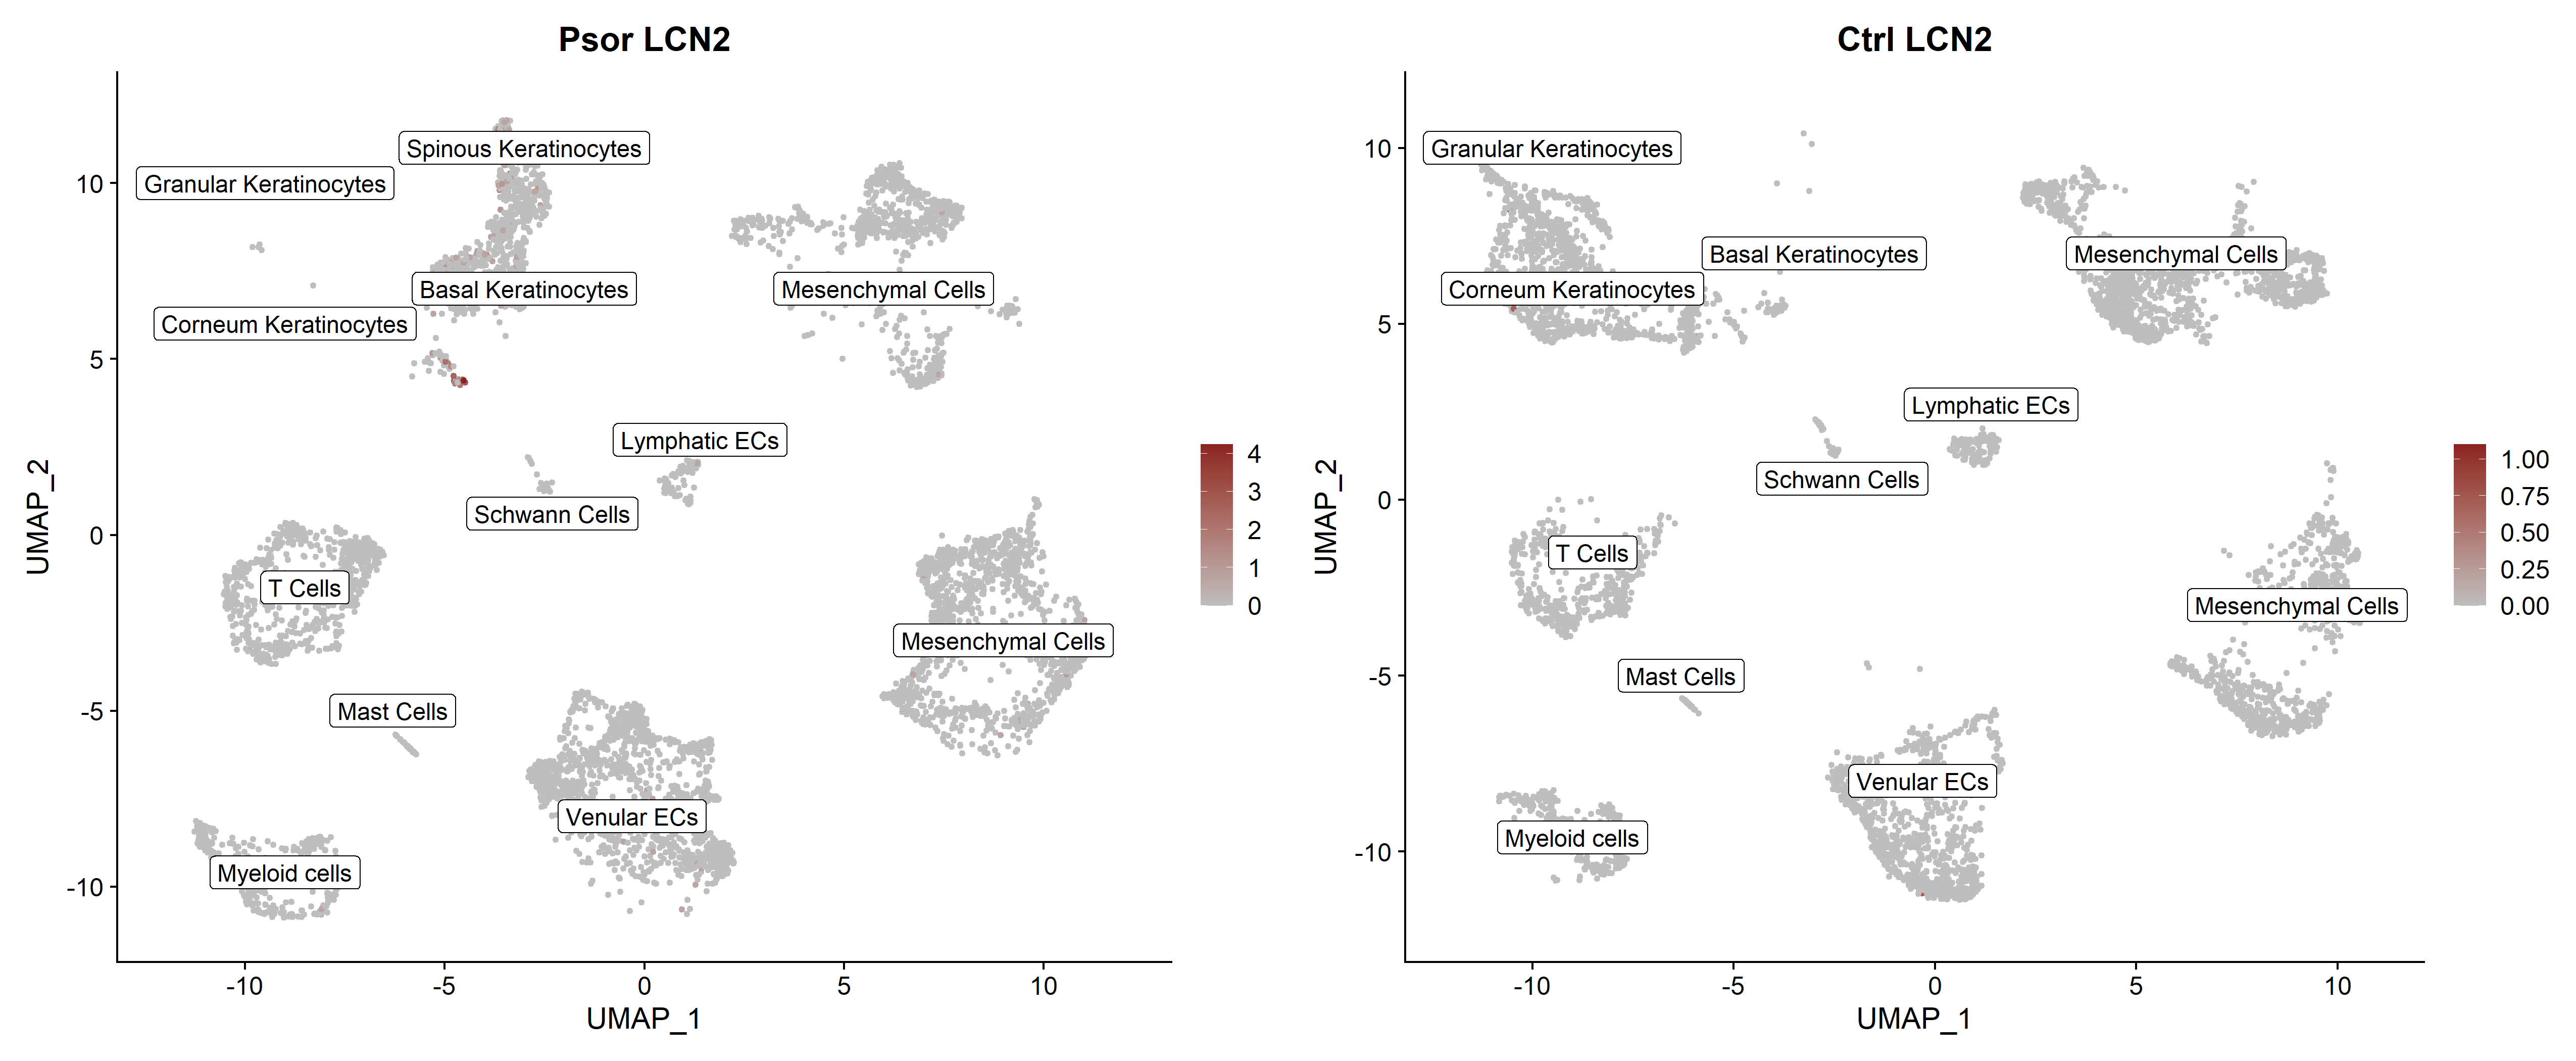 Psor LCN2
Spinous Keratinocytes
Granular Keratinocytes
Basal Keratinocytes
Mesenchymal Cells
Corneum Keratinocytes
Lymphatic ECs
Schwann Cells
T Cells
Mesenchymal Cells
Mast Cells
Venular ECs
Myeloid cells
10
5
0
-5
-10
UMAP_2
-10
-5
0
5
10
UMAP_1
4
3
2
1
0
Ctrl LCN2
Granular Keratinocytes
Basal Keratinocytes
Mesenchymal Cells
Corneum Keratinocytes
Lymphatic ECs
Schwann Cells
T Cells
Mesenchymal Cells
Mast Cells
Venular ECs
Myeloid cells
10
5
0
-5
-10
UMAP_2
-10
-5
0
5
10
UMAP_1
1.00
0.75
0.50
0.25
0.00